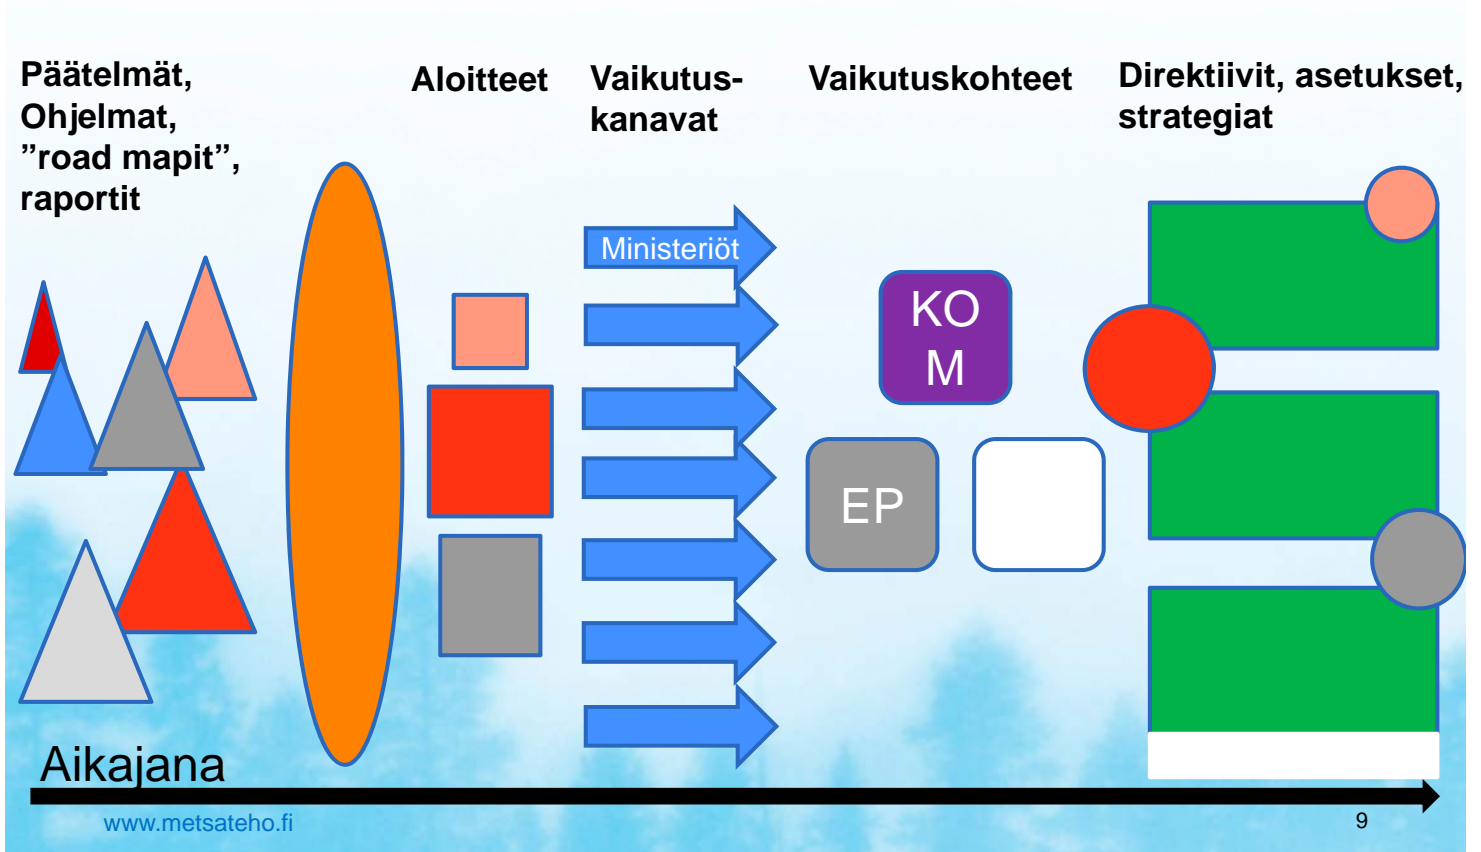 Päätelmät,
Ohjelmat,
”road mapit”,
raportit
Aloitteet
Vaikutus-
kanavat
Vaikutuskohteet
Direktiivit, asetukset,
strategiat
Ministeriöt
KO
M
EP
Aikajana
www.metsateho.fi
9